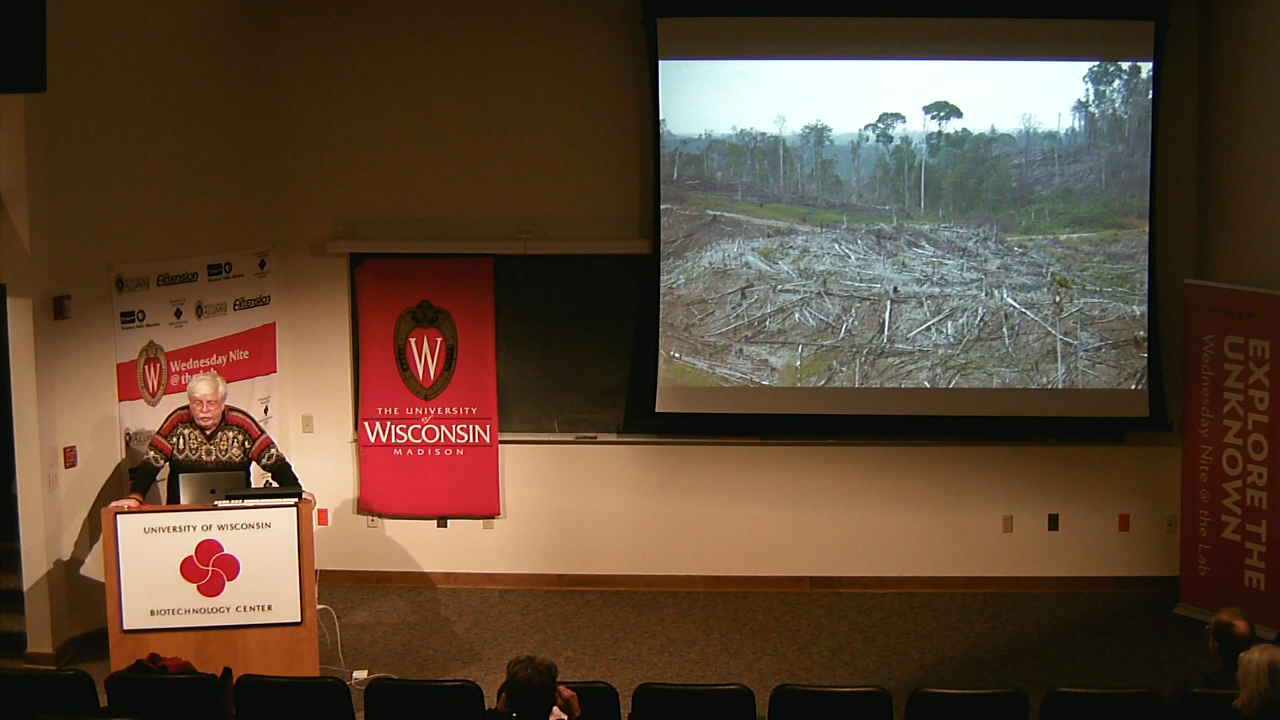 Extension
Extension
Wednesday Nite
@ the Lab
W
W
THE UNIVERSITY
of
WISCONSIN
MADISON
UNIVERSITY OF WISCONSIN
BIOTECHNOLOGY CENTER
EXPLORE THE
UNKNOWN
Wednesday Nite @ the Lab